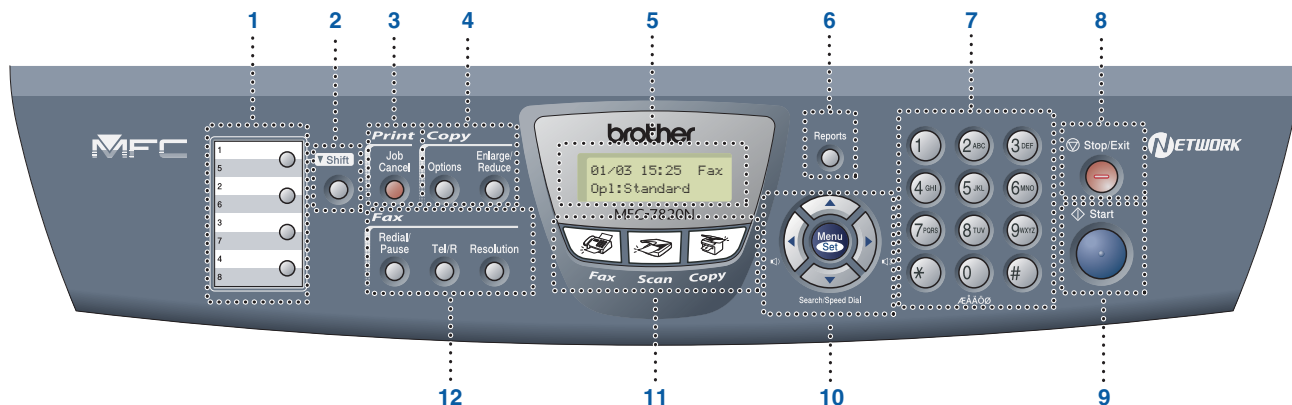 1 2 3 4 5 6 7 8
MFC
1
5
2
6
3
7
4
8
▼ Shift
Print
Job
Cancel
Copy
Options
Enlarge/
Reduce
Fax
Redial/
Pause
Tel/R
Resolution
brother
01/03 15:25 Fax
Opl:Standard
MFC-7820N
Fax Scan Copy
Reports
Menu
Set
Search/Speed Dial
1 2 ABC 3 DEF
4 GHI 5 JKL 6 MNO
7 PQRS 8 TUV 9 WXYZ
* 0 #
ÆÅÄÖØ
Stop/Exit
Start
NETWORK
12 11 10 9